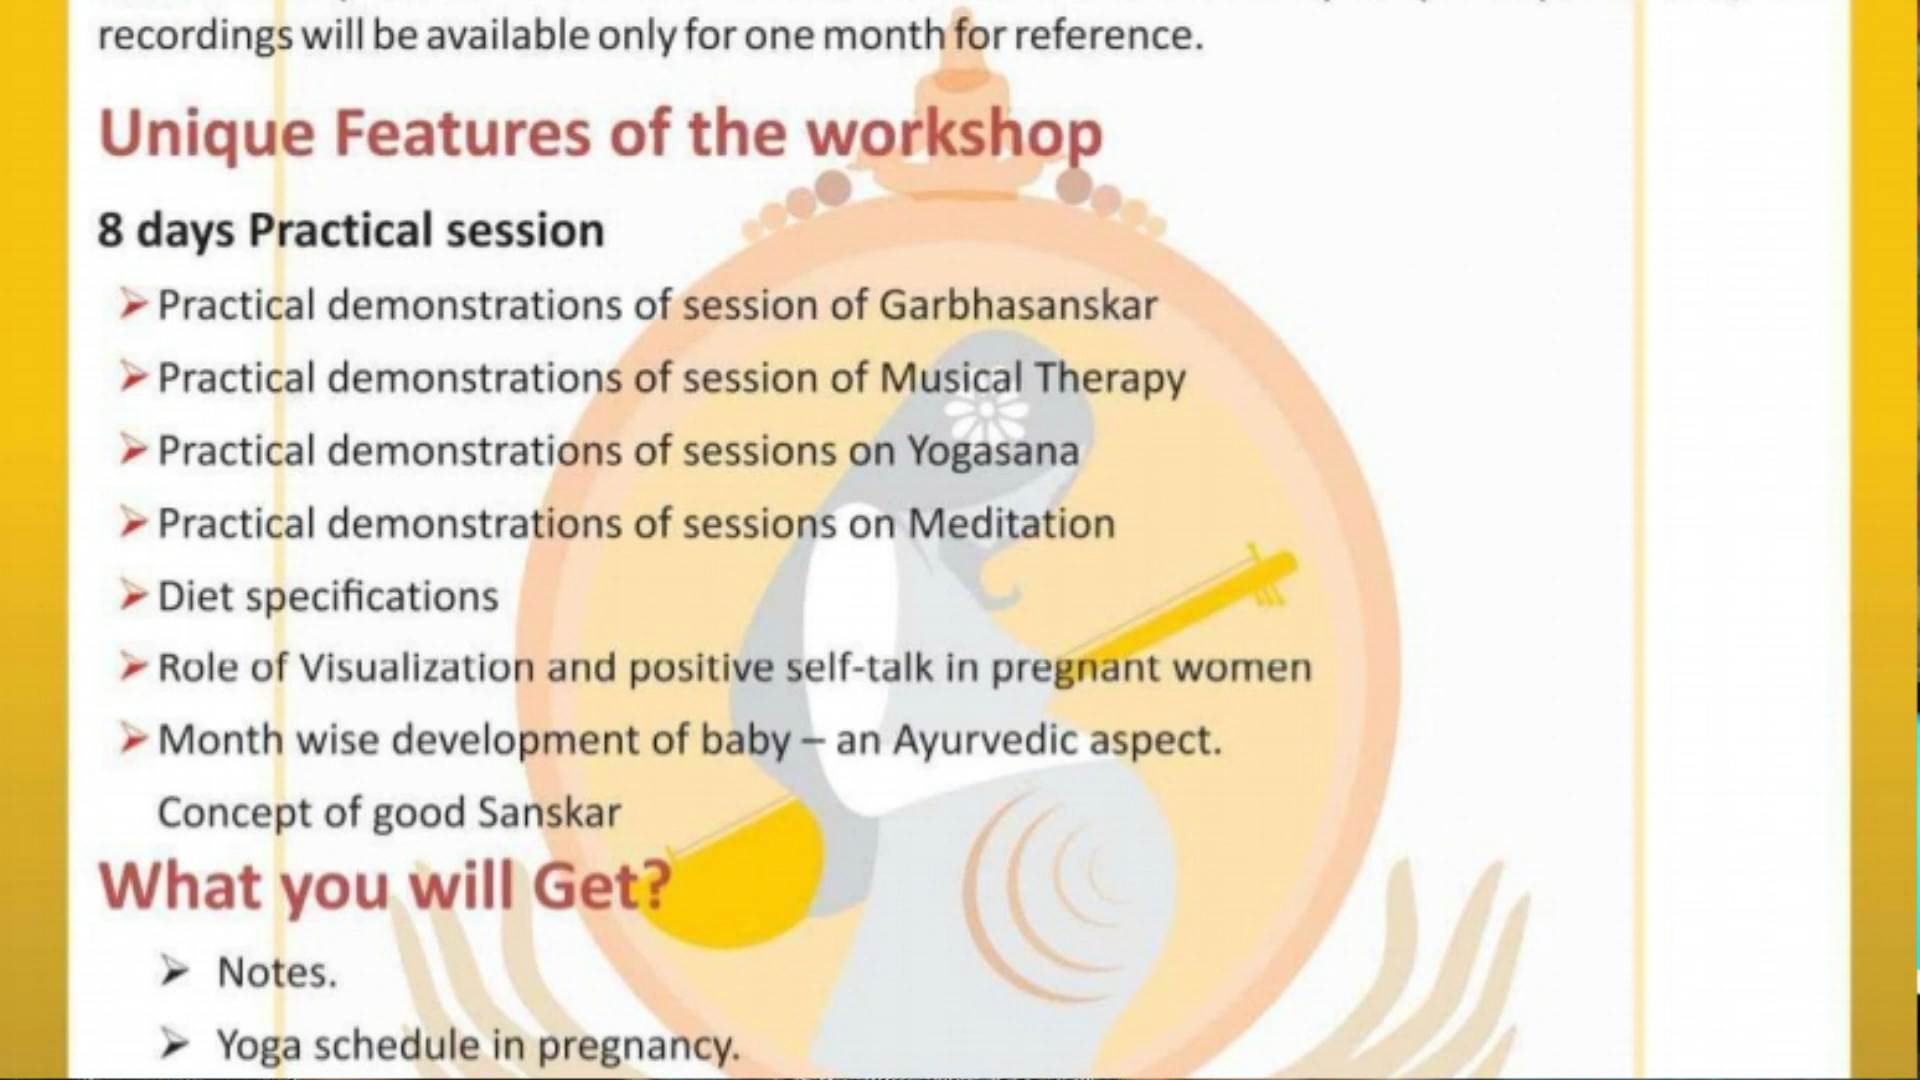 recordings will be available only for one month for reference.
Unique Features of the workshop
8 days Practical session
➢ Practical demonstrations of session of Garbhasanskar
➢ Practical demonstrations of session of Musical Therapy
➢ Practical demonstrations of sessions on Yogasana
➢ Practical demonstrations of sessions on Meditation
➢ Diet specifications
➢ Role of Visualization and positive self-talk in pregnant women
➢ Month wise development of baby – an Ayurvedic aspect.
Concept of good Sanskar
What you will Get?
➢ Notes.
➢ Yoga schedule in pregnancy.